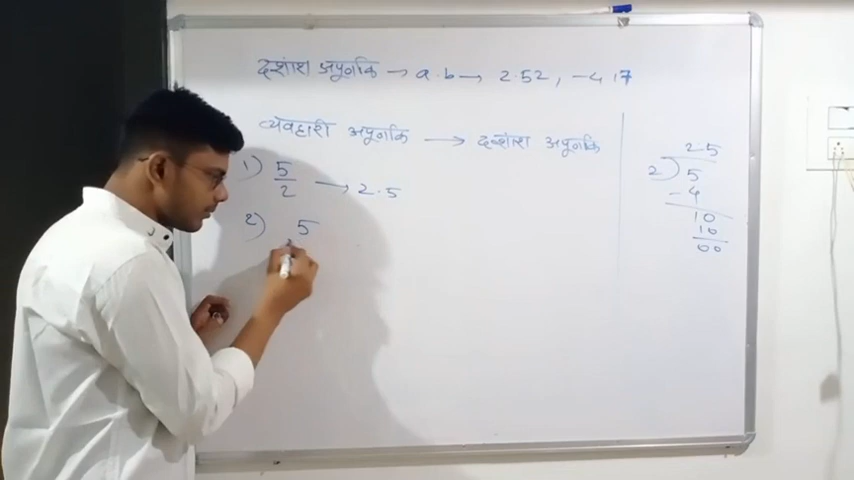 दशांश अपूर्णांक → a.b → 2.52, -4.17
व्यवहारी अपूर्णांक → दशांश अपूर्णांक
1) 5/2 → 2.5
2) 5
2.5
2) 5
- 4
10
10
00